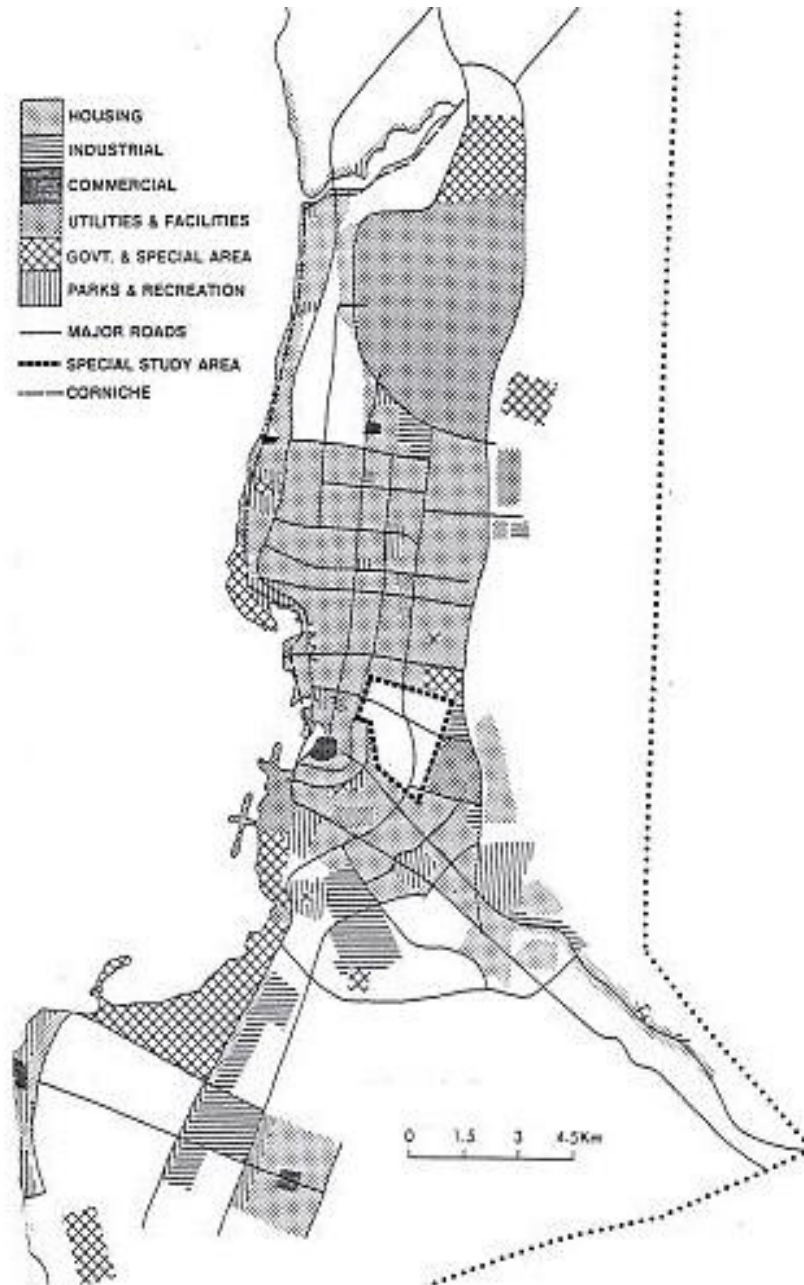 HOUSING
INDUSTRIAL
COMMERCIAL
UTILITIES & FACILITIES
GOVT. & SPECIAL AREA
PARKS & RECREATION
MAJOR ROADS
SPECIAL STUDY AREA
CORNICHE
0 1.5 3 4.5Km